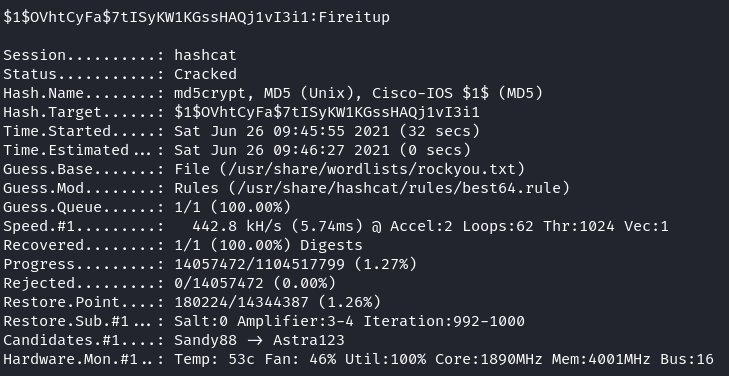 $1$OVhtCyFa$7tISyKW1KGssHAQj1vI3i1:Fireitup
Session..........: hashcat
Status...........: Cracked
Hash.Name........: md5crypt, MD5 (Unix), Cisco-IOS $1$ (MD5)
Hash.Target......: $1$OVhtCyFa$7tISyKW1KGssHAQj1vI3i1
Time.Started.....: Sat Jun 26 09:45:55 2021 (32 secs)
Time.Estimated...: Sat Jun 26 09:46:27 2021 (0 secs)
Guess.Base.......: File (/usr/share/wordlists/rockyou.txt)
Guess.Mod........: Rules (/usr/share/hashcat/rules/best64.rule)
Guess.Queue......: 1/1 (100.00%)
Speed.#1.........:   442.8 kH/s (5.74ms) @ Accel:2 Loops:62 Thr:1024 Vec:1
Recovered........: 1/1 (100.00%) Digests
Progress.........: 14057472/1104517799 (1.27%)
Rejected.........: 0/14057472 (0.00%)
Restore.Point....: 180224/14344387 (1.26%)
Restore.Sub.#1...: Salt:0 Amplifier:3-4 Iteration:992-1000
Candidates.#1....: Sandy88 -> Astra123
Hardware.Mon.#1..: Temp: 53c Fan: 46% Util:100% Core:1890MHz Mem:4001MHz Bus:16